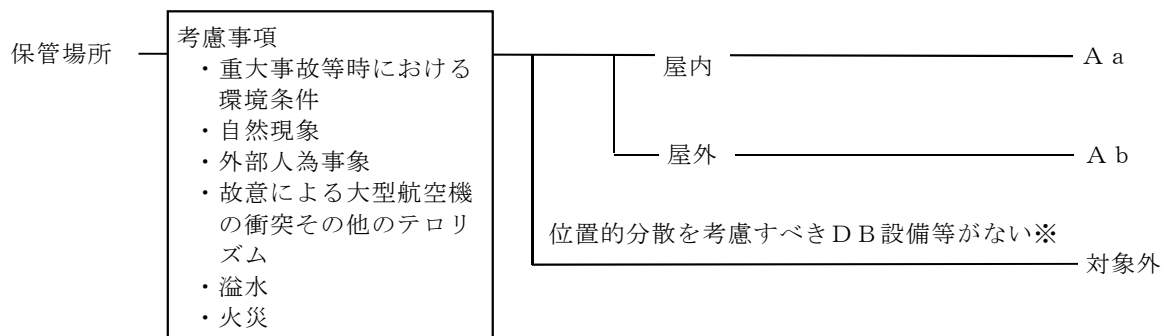 保管場所
考慮事項
・重大事故等時における
環境条件
・自然現象
・外部人為事象
・故意による大型航空機
の衝突その他のテロリ
ズム
・溢水
・火災
屋内
Ａａ
屋外
Ａｂ
位置的分散を考慮すべきＤＢ設備等がない※
対象外